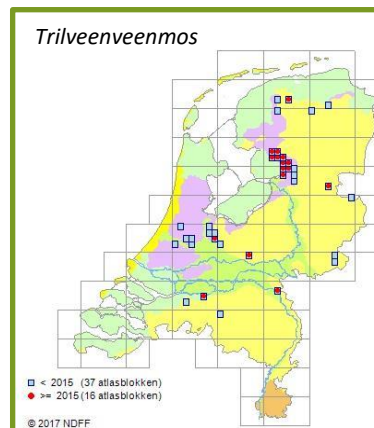 Trilveenveenmos
< 2015 (37 atlasblokken)
>= 2015 (16 atlasblokken)
© 2017 NDFF